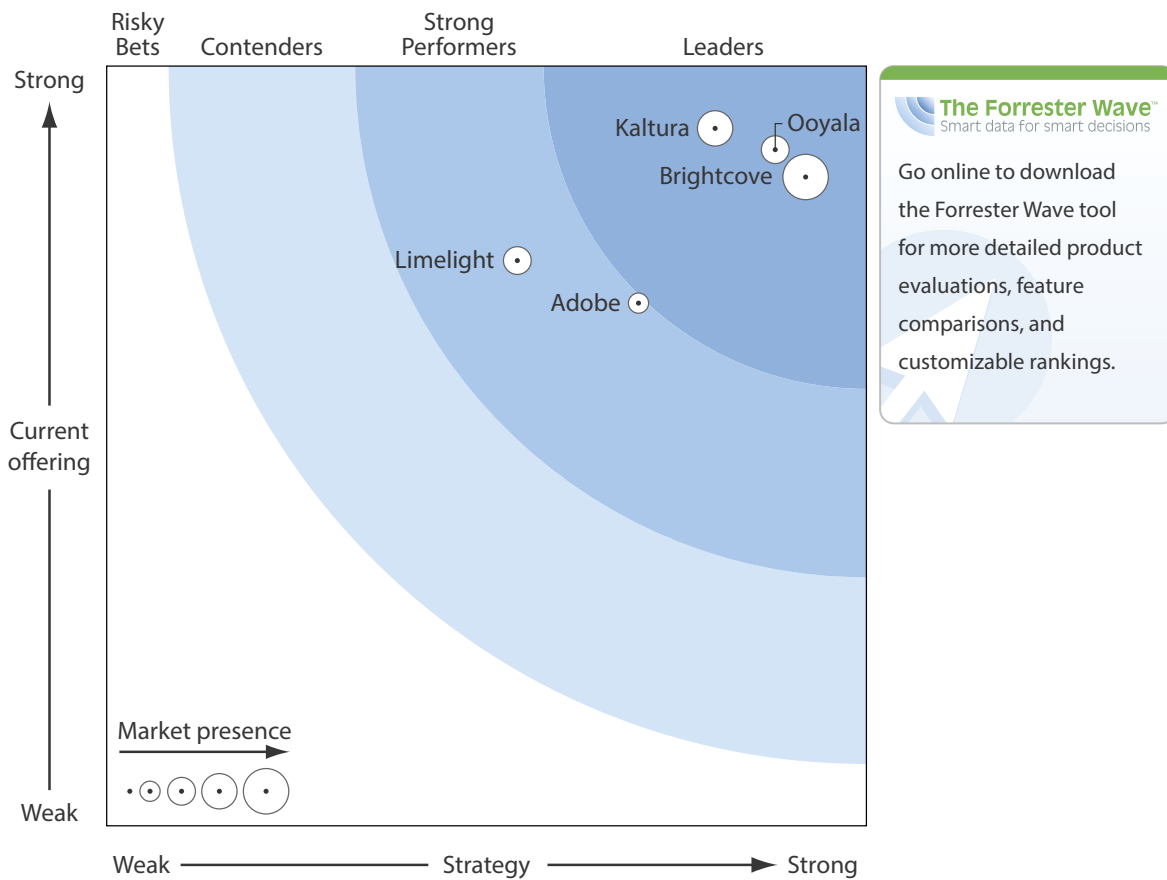 Risky
Bets
Contenders
Strong
Performers
Leaders
Strong
Current
offering
Weak
Kaltura
Ooyala
Brightcove
Limelight
Adobe
Market presence
Weak
Strategy
Strong
The Forrester Wave™
Smart data for smart decisions
Go online to download
the Forrester Wave tool
for more detailed product
evaluations, feature
comparisons, and
customizable rankings.